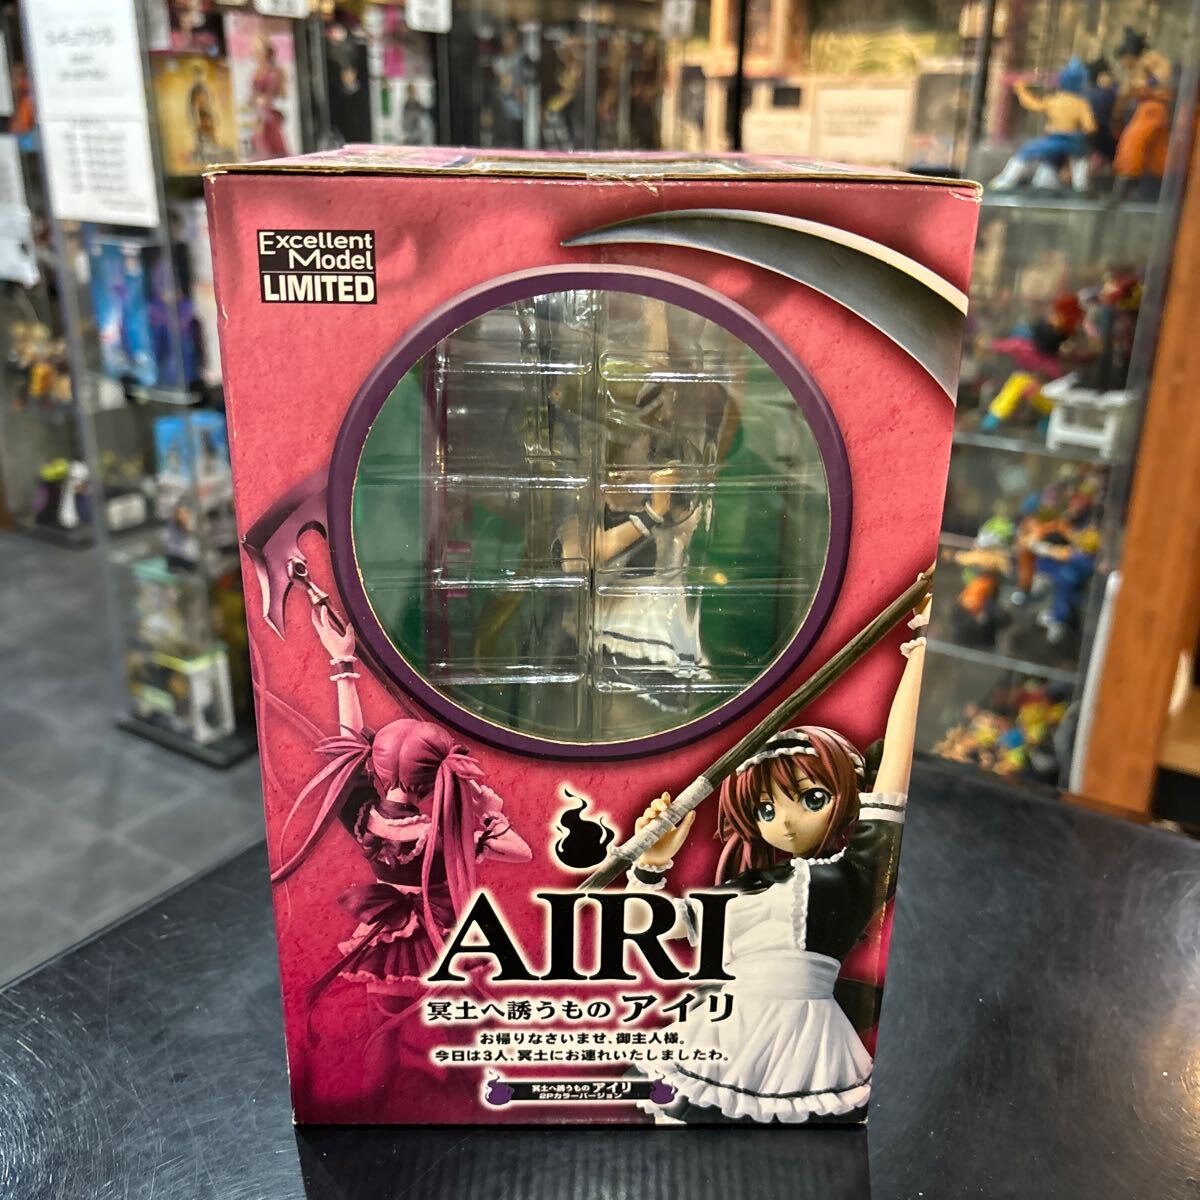 Excellent
Model
LIMITED
AIRI
冥土へ誘うもの アイリ
お帰りなさいませ、御主人様。
今日は3人、冥土にお連れいたしましたわ。
冥土へ誘うもの アイリ
2Pカラーバージョン